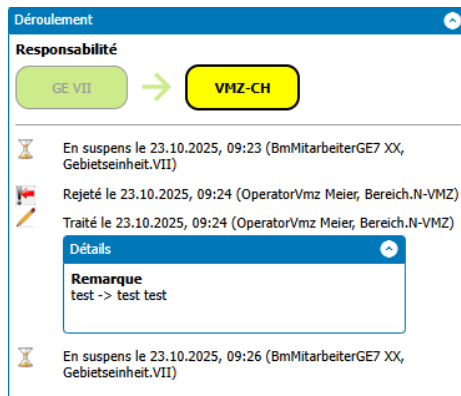 Déroulement
Responsabilité
GE VII
VMZ-CH
En suspens le 23.10.2025, 09:23 (BmMitarbeiterGE7 XX,
Gebietseinheit.VII)
Rejeté le 23.10.2025, 09:24 (OperatorVmz Meier, Bereich.N-VMZ)
Traité le 23.10.2025, 09:24 (OperatorVmz Meier, Bereich.N-VMZ)
Détails
Remarque
test -> test test
En suspens le 23.10.2025, 09:26 (BmMitarbeiterGE7 XX,
Gebietseinheit.VII)